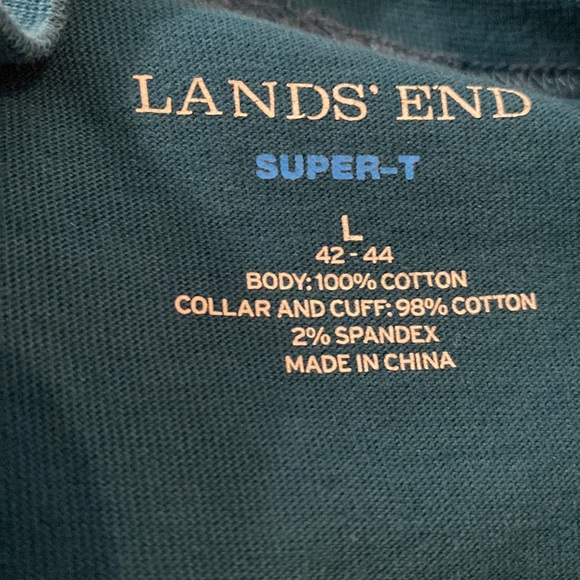 LANDS' END
SUPER-T
L
42 - 44
BODY: 100% COTTON
COLLAR AND CUFF: 98% COTTON
2% SPANDEX
MADE IN CHINA